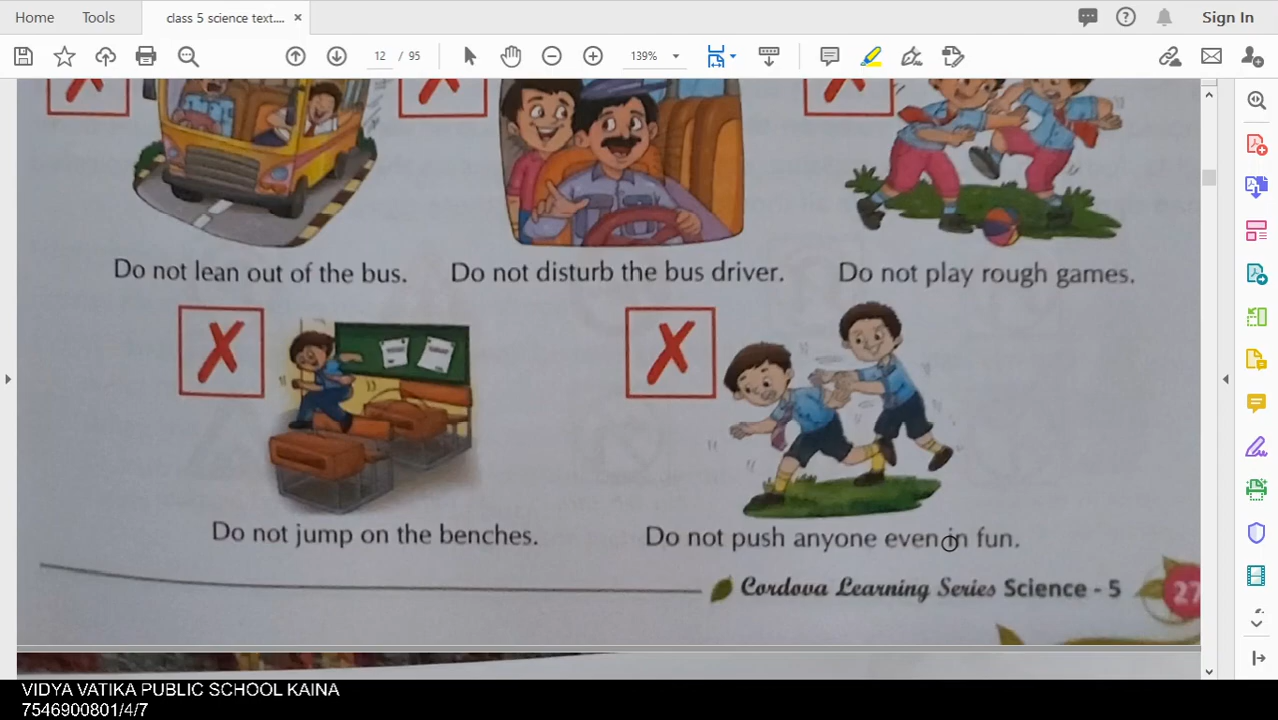 Home Tools class 5 science text.... × Sign In
12 / 95 139%
Do not lean out of the bus. Do not disturb the bus driver. Do not play rough games.
Do not jump on the benches. Do not push anyone even in fun.
Cordova Learning Series Science - 5 27
VIDYA VATIKA PUBLIC SCHOOL KAINA
7546900801/4/7